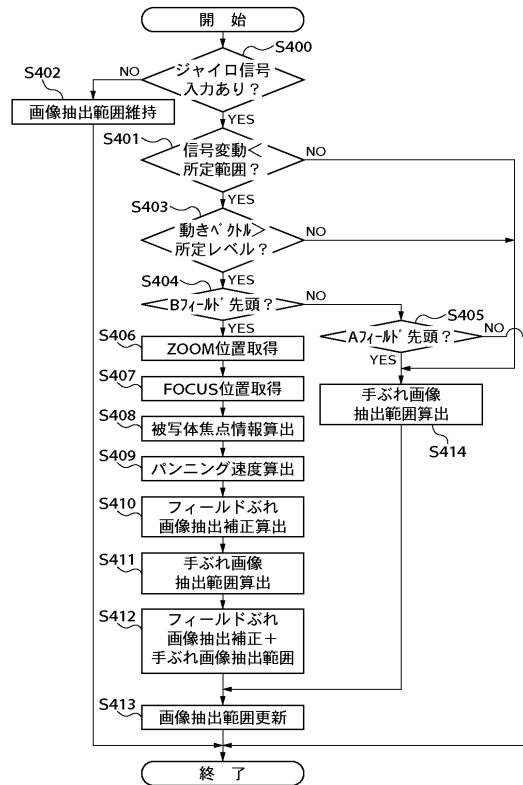 開 始
S400
ジャイロ信号
入力あり?
NO
S402
画像抽出範囲維持
YES
S401
信号変動<
所定範囲?
NO
YES
S403
動きﾍﾞｸﾄﾙ>
所定レベル?
NO
YES
S404
Bﾌｨｰﾙﾄﾞ先頭?
NO
S405
Aﾌｨｰﾙﾄﾞ先頭?
NO
YES
YES
S406
ZOOM位置取得
S407
FOCUS位置取得
手ぶれ画像
抽出範囲算出
S414
S408
被写体焦点情報算出
S409
パンニング速度算出
S410
フィールドぶれ
画像抽出補正算出
S411
手ぶれ画像
抽出範囲算出
S412
フィールドぶれ
画像抽出補正+
手ぶれ画像抽出範囲
S413
画像抽出範囲更新
終 了